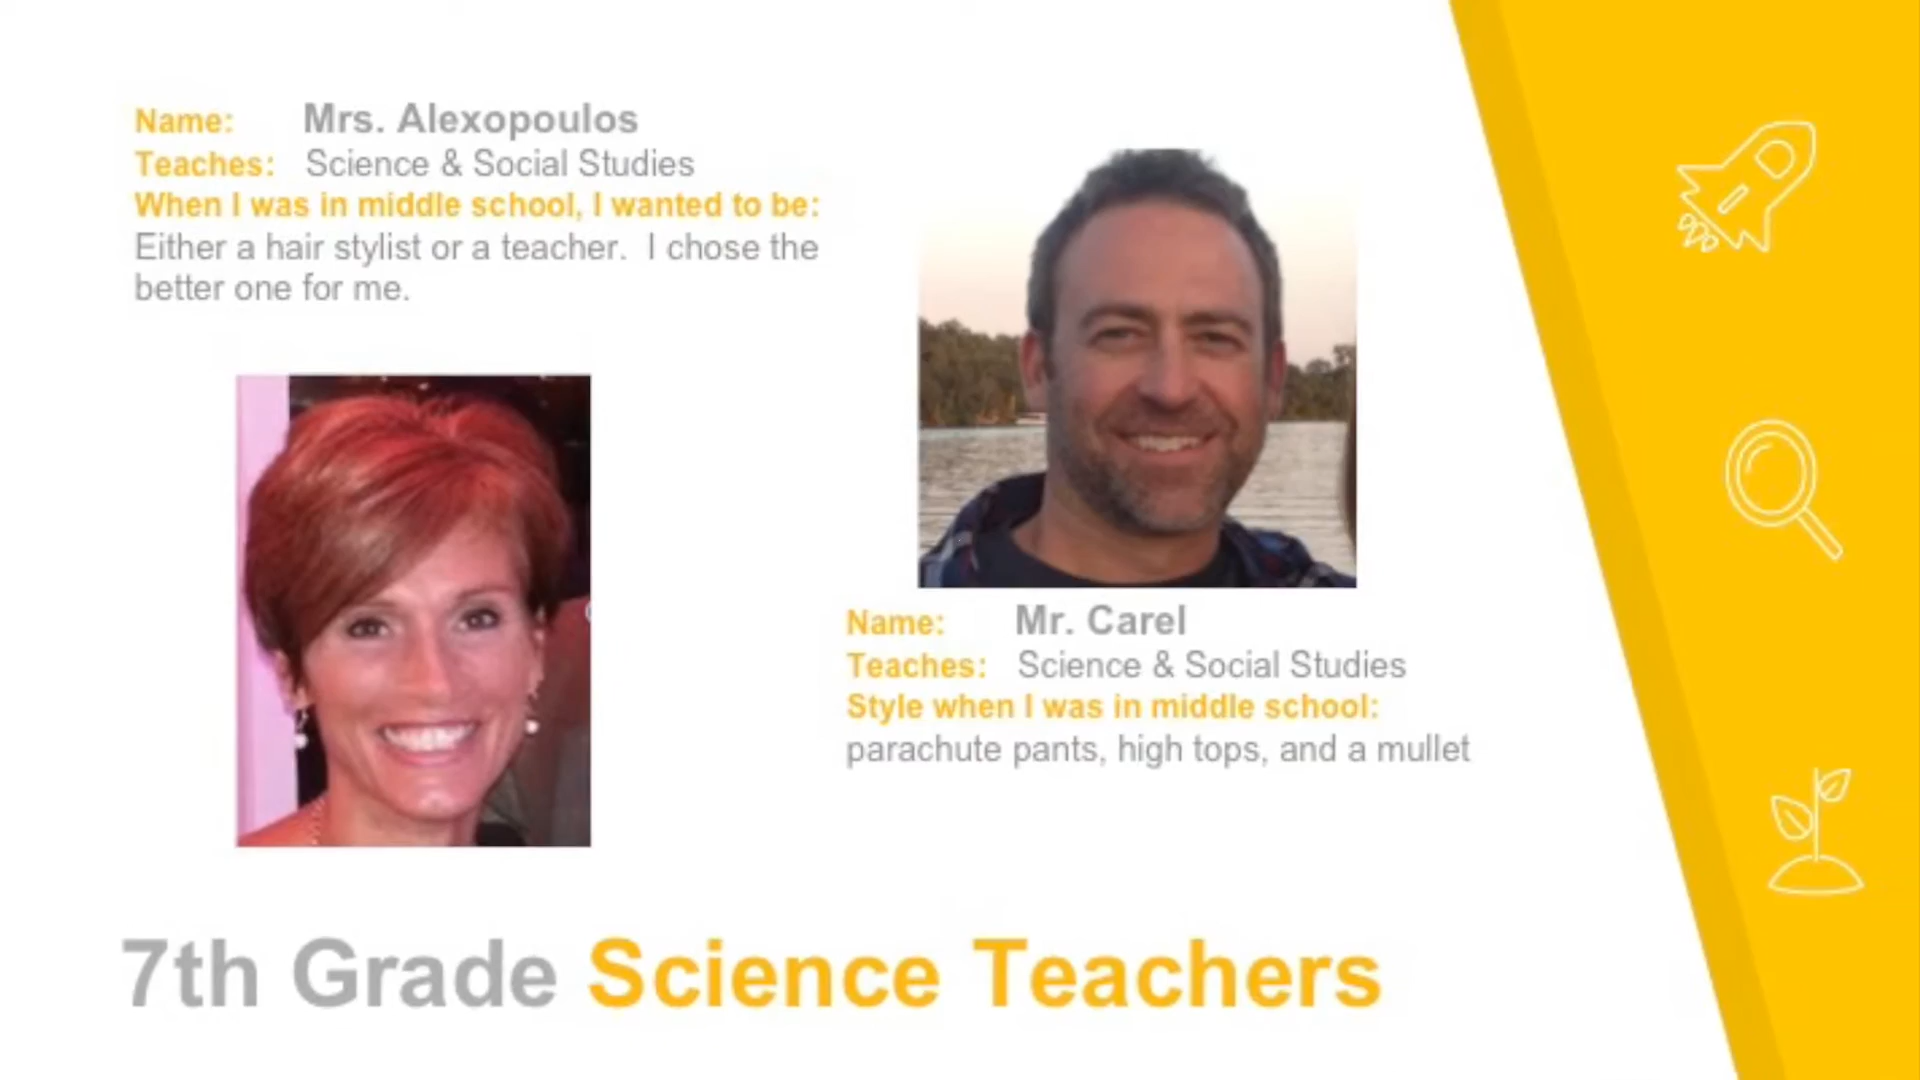 Name: Mrs. Alexopoulos
Teaches: Science & Social Studies
When I was in middle school, I wanted to be:
Either a hair stylist or a teacher. I chose the
better one for me.
Name: Mr. Carel
Teaches: Science & Social Studies
Style when I was in middle school:
parachute pants, high tops, and a mullet
7th Grade Science Teachers